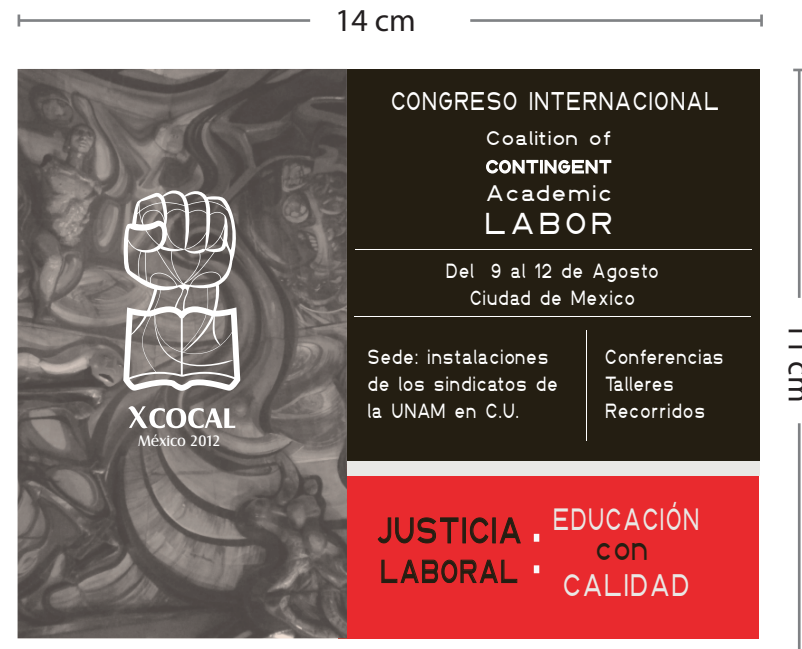 14 cm
CONGRESO INTERNACIONAL
Coalition of
CONTINGENT
Academic
LABOR
Del 9 al 12 de Agosto
Ciudad de Mexico
Sede: instalaciones
de los sindicatos de
la UNAM en C.U.
Conferencias
Talleres
Recorridos
XCOCAL
México 2012
JUSTICIA
LABORAL :
EDUCACIÓN
con
CALIDAD
11 cm